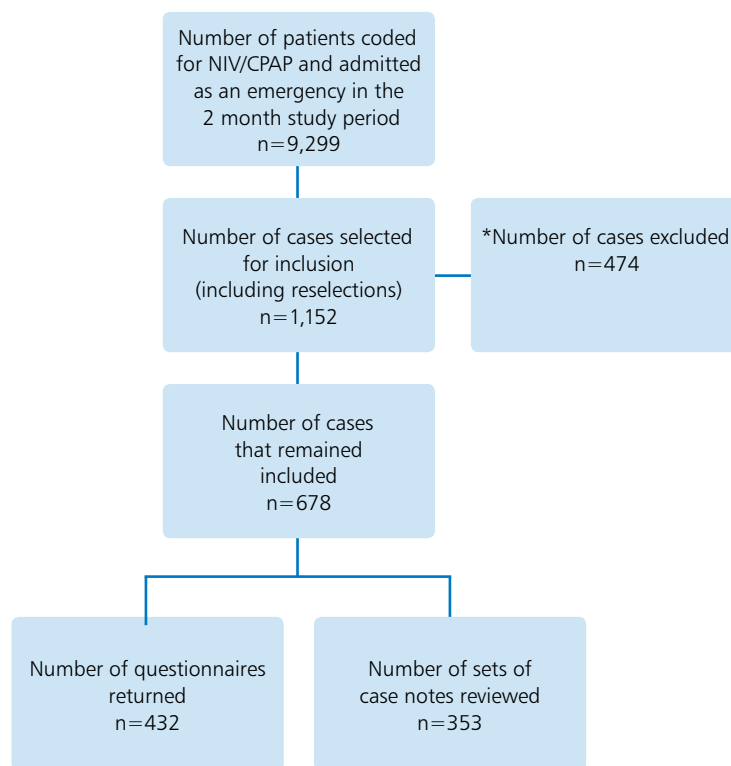 Number of patients coded
for NIV/CPAP and admitted
as an emergency in the
2 month study period
n=9,299
Number of cases selected
for inclusion
(including reselections)
n=1,152
*Number of cases excluded
n=474
Number of cases
that remained
included
n=678
Number of questionnaires
returned
n=432
Number of sets of
case notes reviewed
n=353